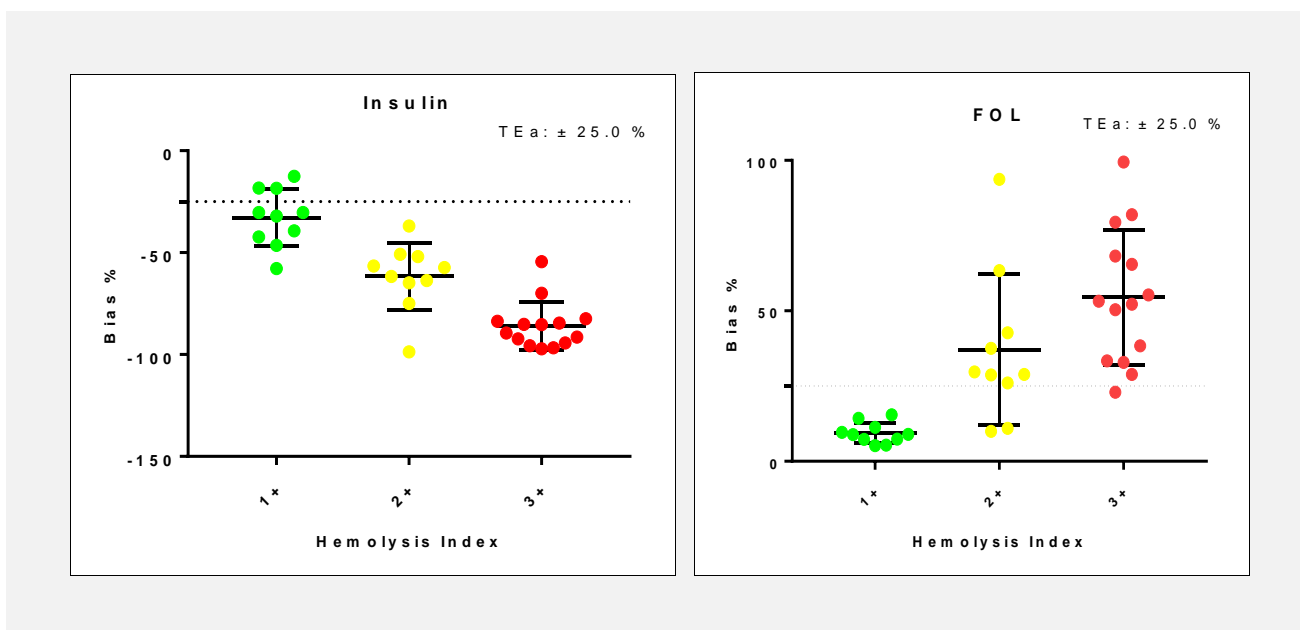 Insulin
TEa: ± 25.0 %
0
-50
-100
-150
Bias %
1+
2+
3+
Hemolysis Index
FOL
TEa: ± 25.0 %
100
50
0
Bias %
1+
2+
3+
Hemolysis Index